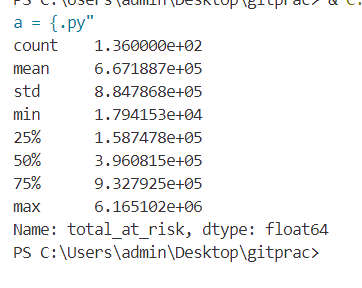 PS C:\Users\admin\Desktop\gitprac> & C:
a = {.py"
count 1.360000e+02
mean 6.671887e+05
std 8.847868e+05
min 1.794153e+04
25% 1.587478e+05
50% 3.960815e+05
75% 9.327925e+05
max 6.165102e+06
Name: total_at_risk, dtype: float64
PS C:\Users\admin\Desktop\gitprac>